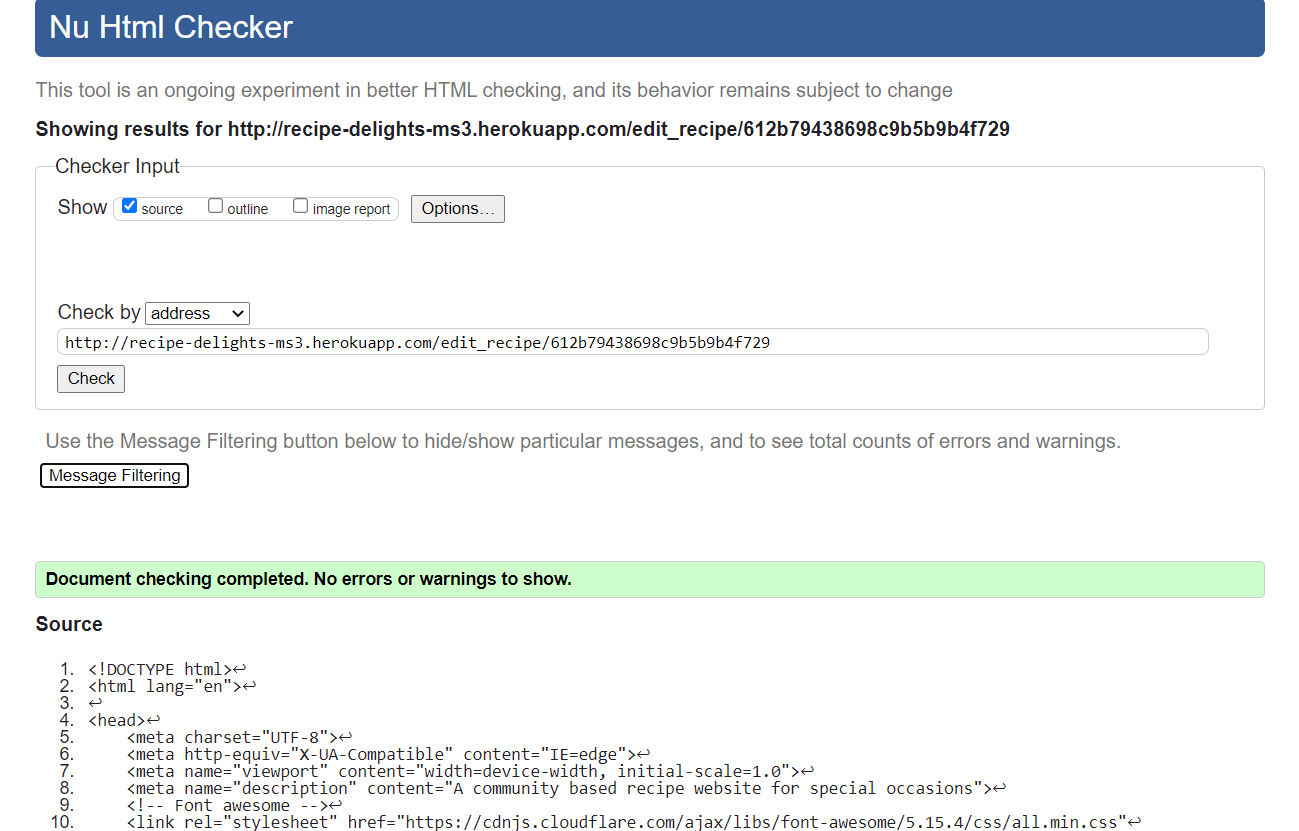 Nu Html Checker
This tool is an ongoing experiment in better HTML checking, and its behavior remains subject to change
Showing results for http://recipe-delights-ms3.herokuapp.com/edit_recipe/612b79438698c9b5b9b4f729
Checker Input
Show source outline image report Options...
Check by address
http://recipe-delights-ms3.herokuapp.com/edit_recipe/612b79438698c9b5b9b4f729
Check
Use the Message Filtering button below to hide/show particular messages, and to see total counts of errors and warnings.
Message Filtering
Document checking completed. No errors or warnings to show.
Source
1. <!DOCTYPE html>↩
2. <html lang="en">↩
3. ↩
4. <head>↩
5. <meta charset="UTF-8">↩
6. <meta http-equiv="X-UA-Compatible" content="IE=edge">↩
7. <meta name="viewport" content="width=device-width, initial-scale=1.0">↩
8. <meta name="description" content="A community based recipe website for special occasions">↩
9. <!-- Font awesome -->↩
10. <link rel="stylesheet" href="https://cdnjs.cloudflare.com/ajax/libs/font-awesome/5.15.4/css/all.min.css"↩